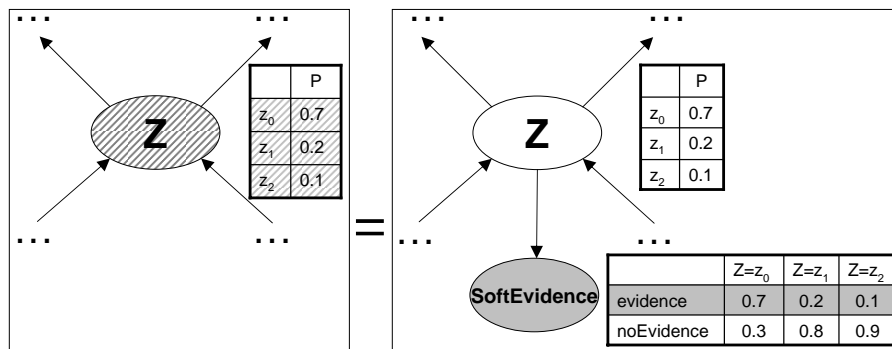 ... ...
Z
P
z0 0.7
z1 0.2
z2 0.1
... ...
=
... ...
Z
P
z0 0.7
z1 0.2
z2 0.1
... ...
SoftEvidence
Z=z0 Z=z1 Z=z2
evidence 0.7 0.2 0.1
noEvidence 0.3 0.8 0.9